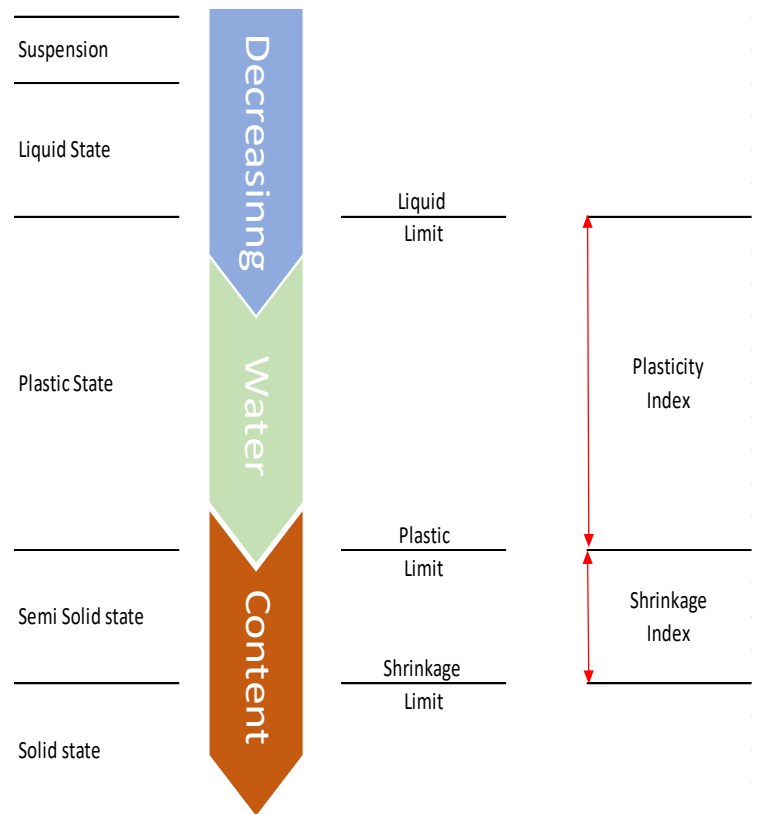 Suspension
Liquid State
Plastic State
Semi Solid state
Solid state
Decreasinng
Water
Content
Liquid
Limit
Plastic
Limit
Shrinkage
Limit
Plasticity
Index
Shrinkage
Index